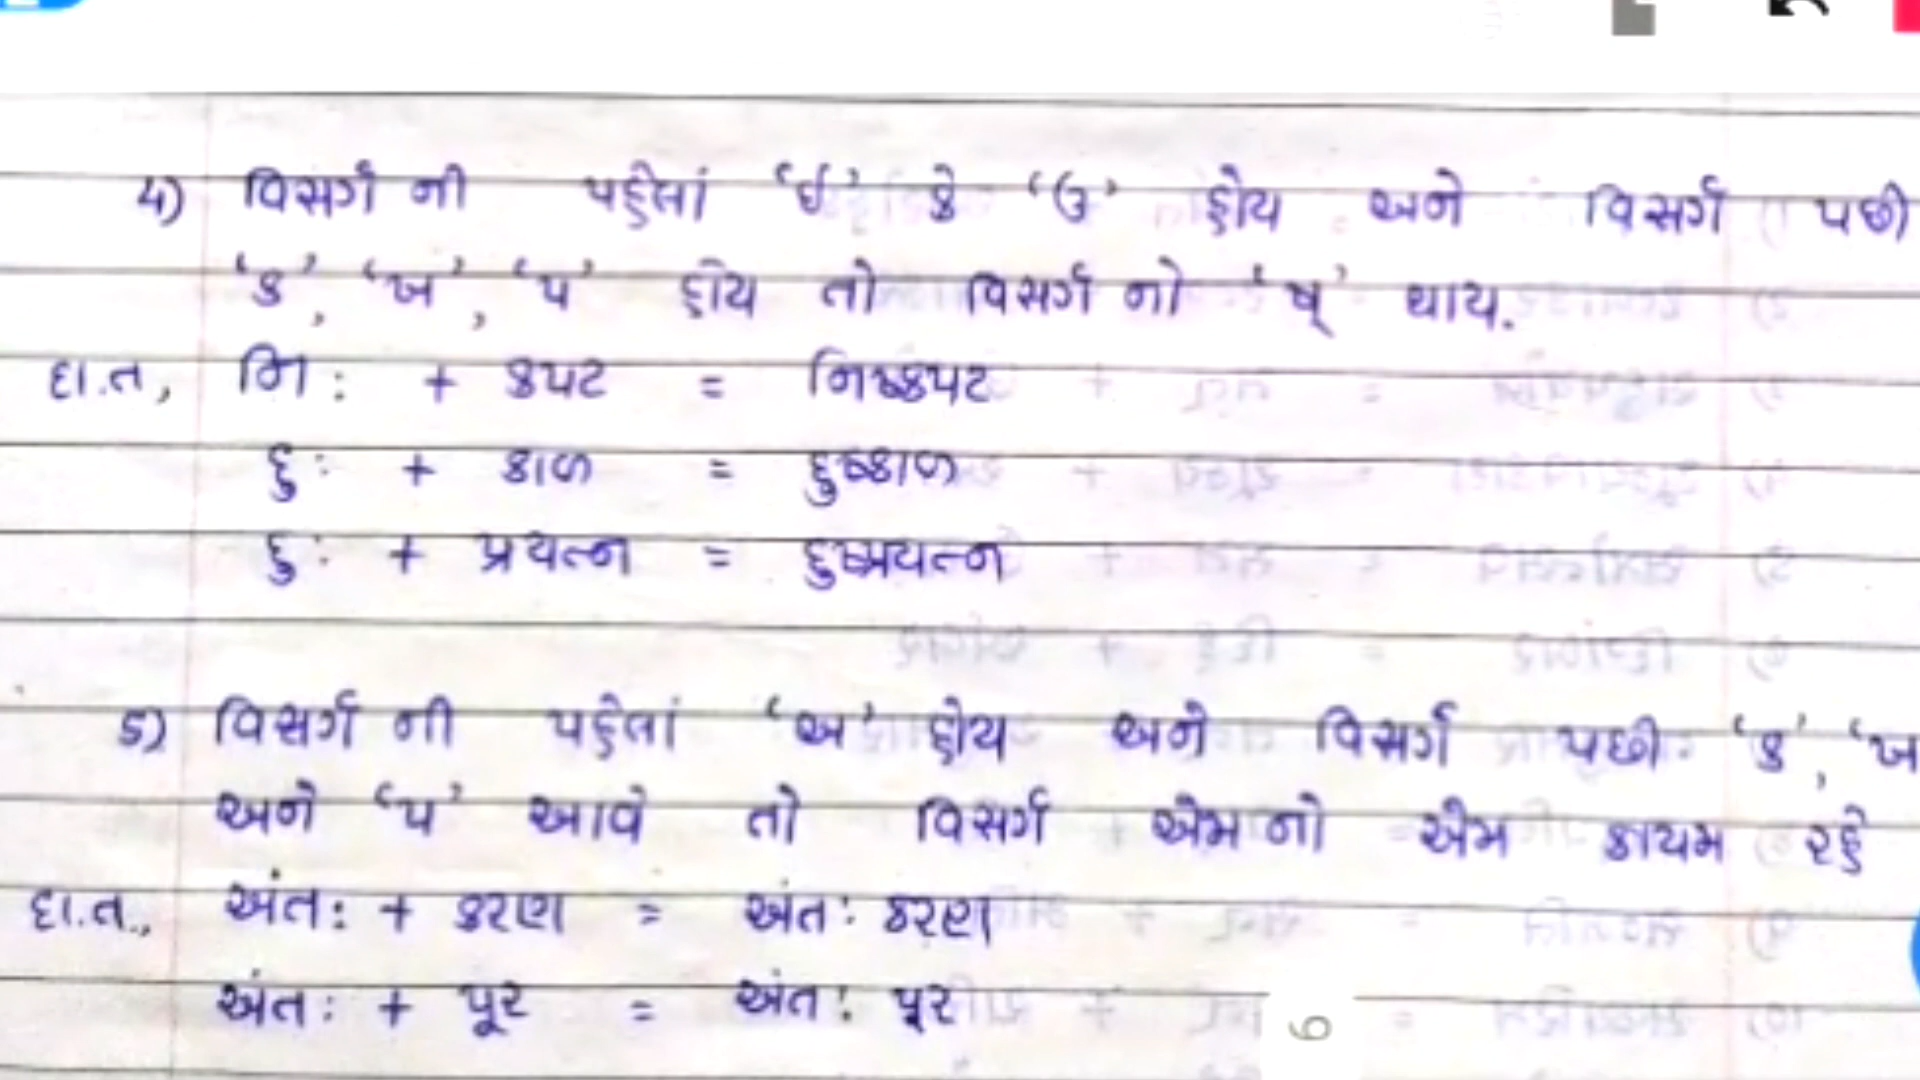 4) વિસર્ગ ની પહેલાં ‘ઈ’ કે ‘ઉ’ હોય અને વિસર્ગ પછી
‘ક’, ‘ખ’, ‘પ’ હોય તો વિસર્ગ નો ‘ષ્’ થાય.
દા.ત, નિઃ + કપટ = નિષ્કપટ
દુઃ + કાળ = દુષ્કાળ
દુઃ + પ્રયત્ન = દુષ્પ્રયત્ન
5) વિસર્ગ ની પહેલાં ‘અ’ હોય અને વિસર્ગ પછી ‘ક’, ‘ખ
અને ‘પ’ આવે તો વિસર્ગ એમ નો એમ કાયમ રહે
દા.ત., અંતઃ + કરણ = અંતઃ કરણ
અંતઃ + પૂર = અંતઃ પૂર